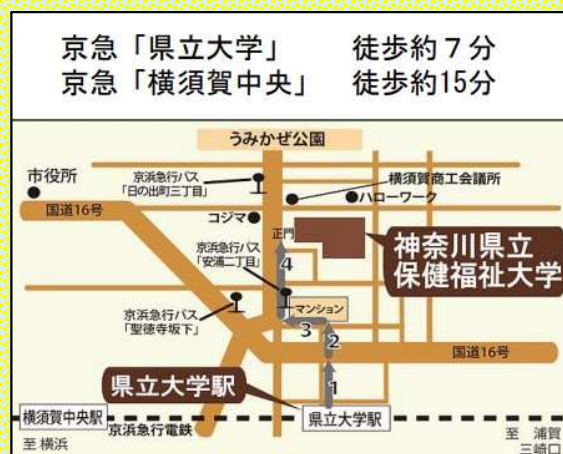 京急「県立大学」 徒歩約7分
京急「横須賀中央」 徒歩約15分
うみかぜ公園
市役所
京浜急行バス
「日の出町三丁目」
横須賀商工会議所
ハローワーク
国道16号
コジマ
正門
京浜急行バス
「安浦二丁目」
4
神奈川県立
保健福祉大学
京浜急行バス
「聖徳寺坂下」
マンション
3
2
国道16号
県立大学駅
1
横須賀中央駅
県立大学駅
京浜急行電鉄
至 横浜
至 浦賀
三崎口